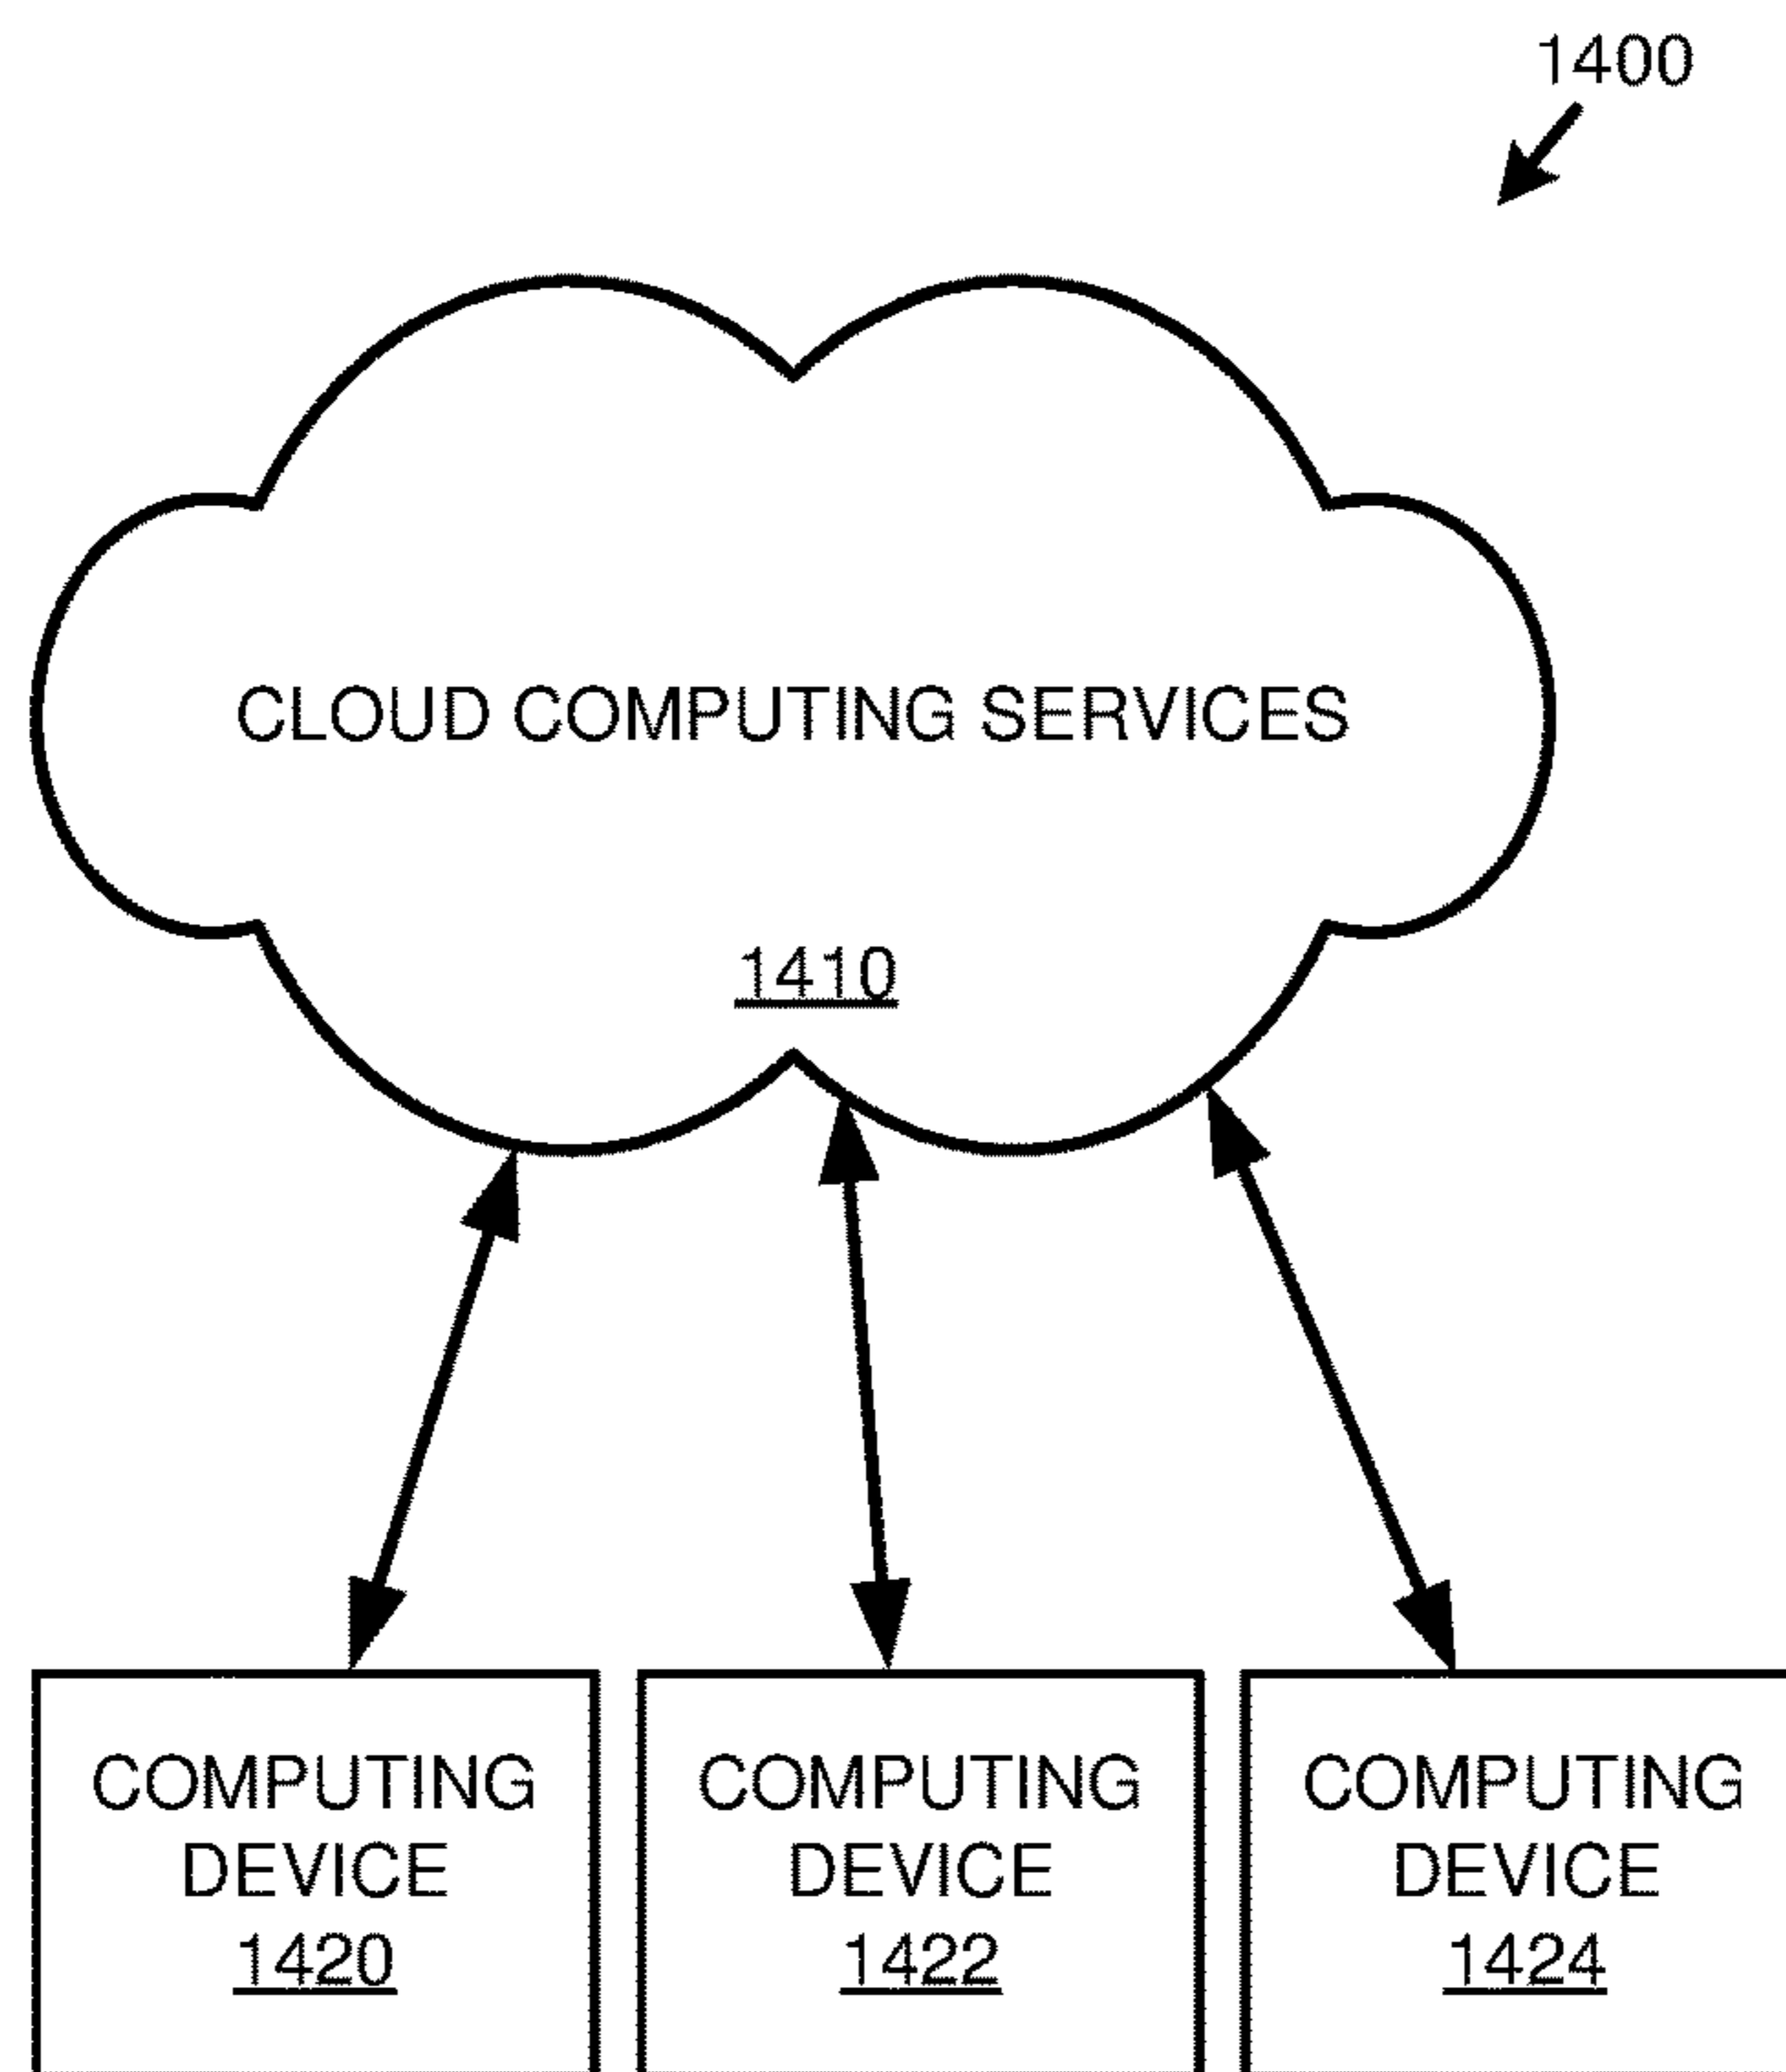 1400
CLOUD COMPUTING SERVICES
1410
COMPUTING
DEVICE
1420
COMPUTING
DEVICE
1422
COMPUTING
DEVICE
1424